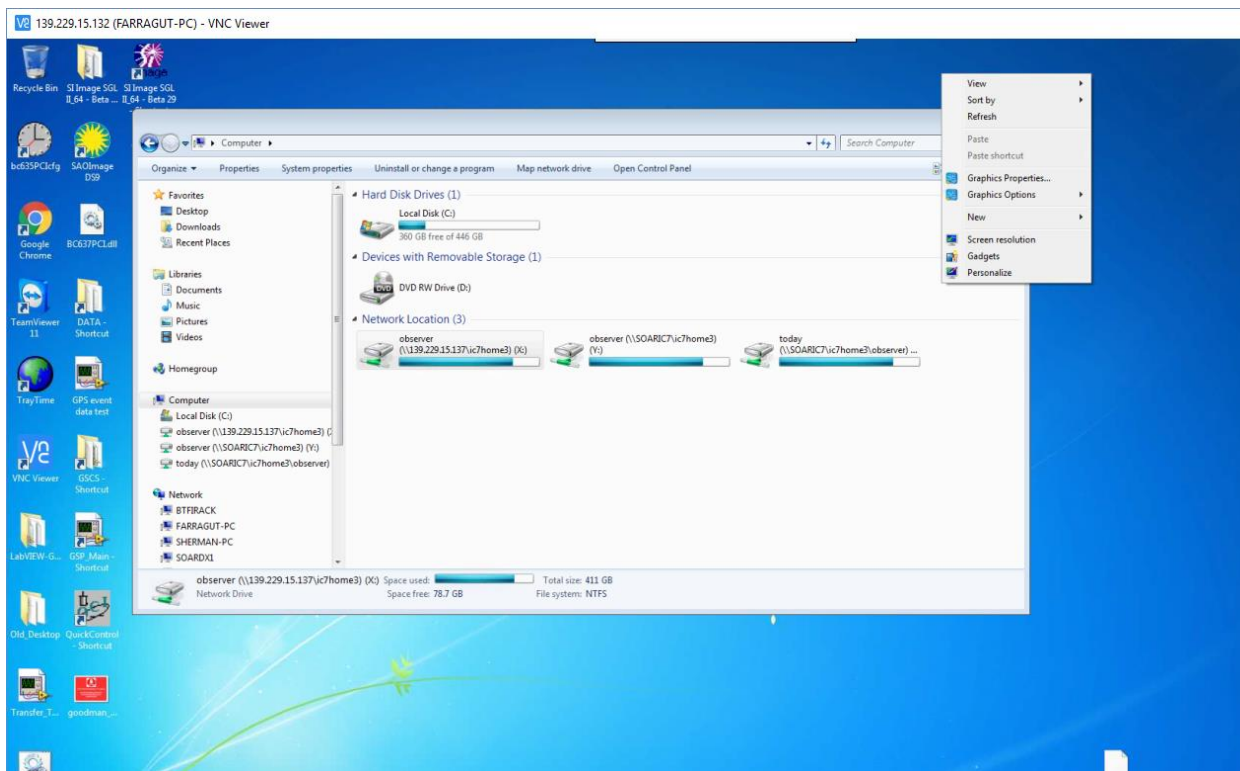 139.229.15.132 (FARRAGUT-PC) - VNC Viewer
Recycle Bin
SI Image SGL
II_64 - Beta ...
SI Image SGL
II_64 - Beta 29
bc635PCIcfg
SAOImage
DS9
Google
Chrome
BC637PCI.dll
TeamViewer
11
DATA -
Shortcut
TrayTime
GPS event
data test
VNC Viewer
GSCS -
Shortcut
LabVIEW-G...
GSP_Main -
Shortcut
Old_Desktop
QuickControl
- Shortcut
Transfer_T...
goodman_...
Computer
Search Computer
Organize Properties System properties Uninstall or change a program Map network drive Open Control Panel
Favorites
Desktop
Downloads
Recent Places
Libraries
Documents
Music
Pictures
Videos
Homegroup
Computer
Local Disk (C:)
observer (\\139.229.15.137\ic7home3) (
observer (\\SOARIC7\ic7home3) (Y:)
today (\\SOARIC7\ic7home3\observer)
Network
BTFIRACK
FARRAGUT-PC
SHERMAN-PC
SOARDX1
Hard Disk Drives (1)
Local Disk (C:)
360 GB free of 446 GB
Devices with Removable Storage (1)
DVD RW Drive (D:)
DVD
Network Location (3)
observer
(\\139.229.15.137\ic7home3) (X:)
observer (\\SOARIC7\ic7home3)
(Y:)
today
(\\SOARIC7\ic7home3\observer) ...
observer (\\139.229.15.137\ic7home3) (X:) Space used: Total size: 411 GB
Network Drive Space free: 78.7 GB File system: NTFS
View
Sort by
Refresh
Paste
Paste shortcut
Graphics Properties...
Graphics Options
New
Screen resolution
Gadgets
Personalize